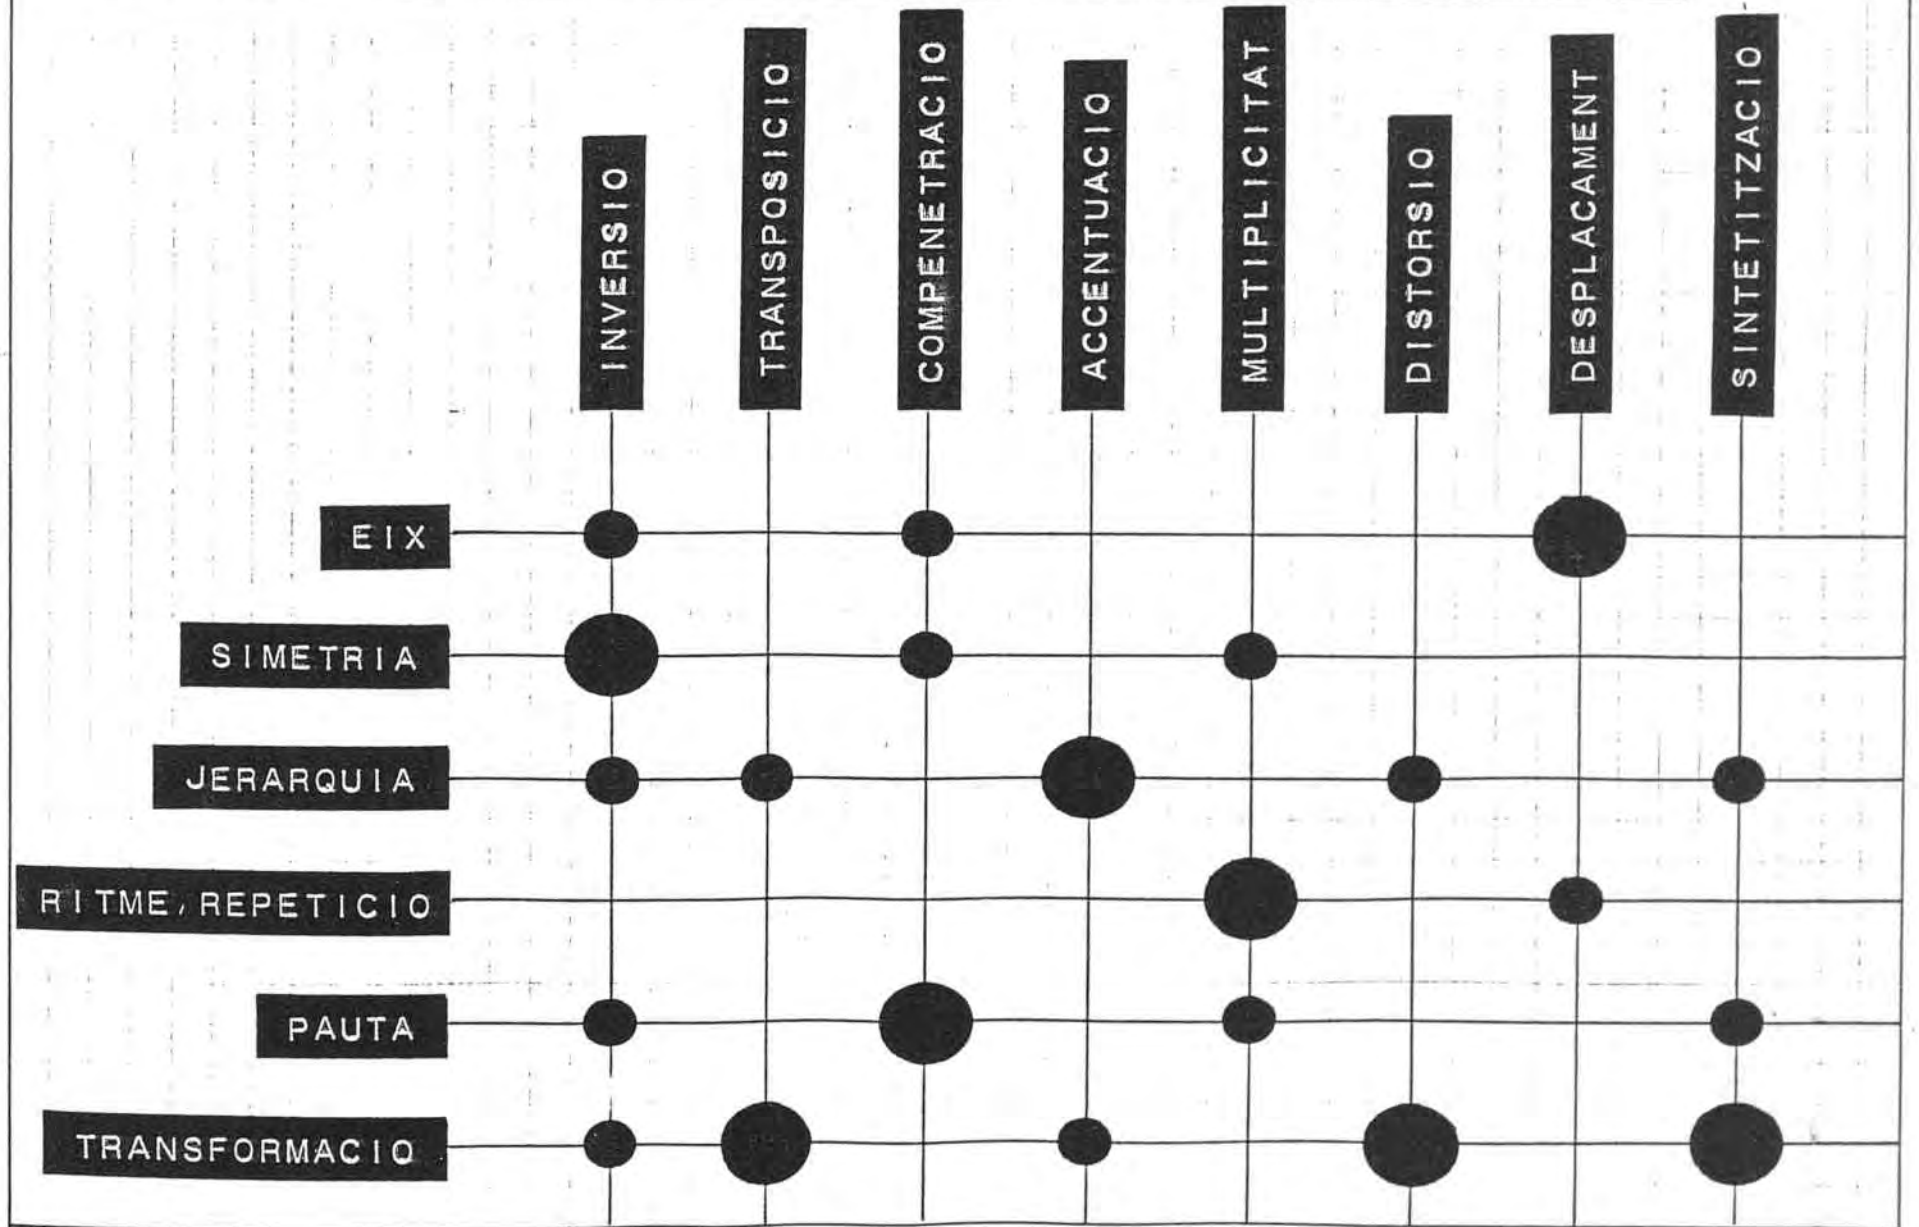 INVERSIO
TRANSPOSICIO
COMPENETRACIO
ACCENTUACIO
MULTIPLICITAT
DISTORSIO
DESPLACAMENT
SINTETITZACIO
EIX
SIMETRIA
JERARQUIA
RITME, REPETICIO
PAUTA
TRANSFORMACIO